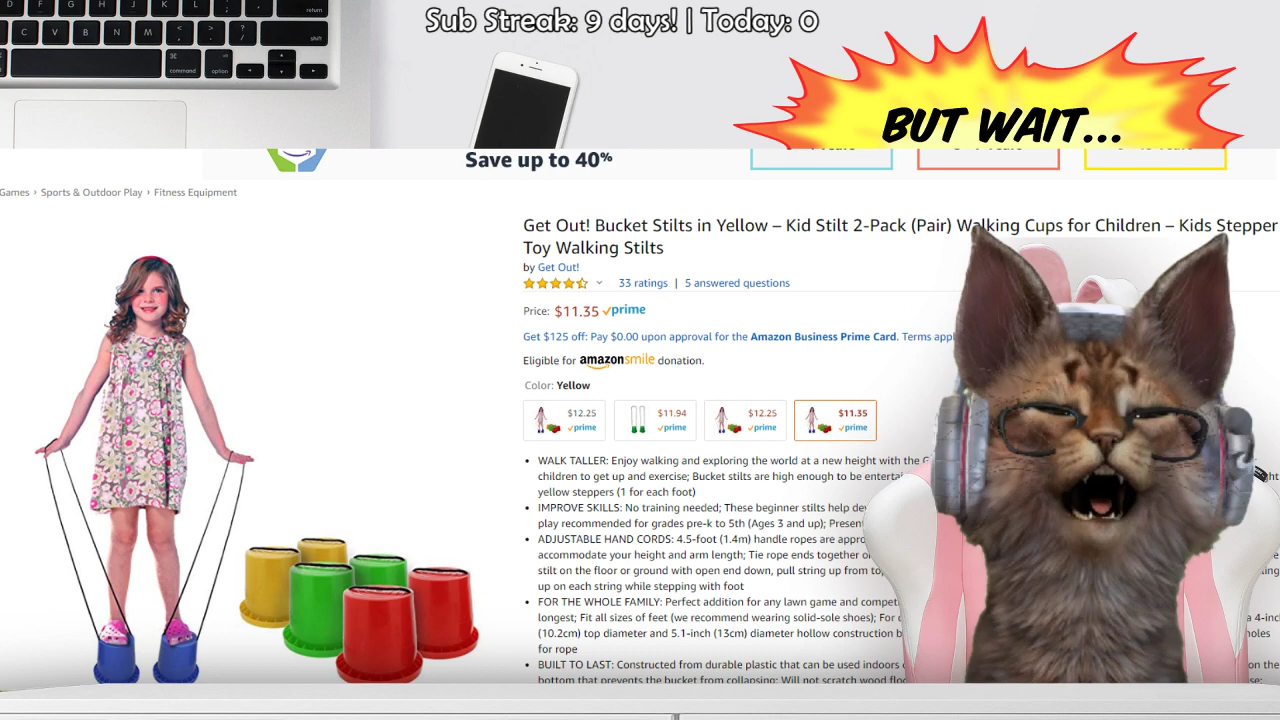 return
C V B N M < , > . ? / shift
⌘ command option
Sub Streak: 9 days! | Today: 0
BUT WAIT...
Save up to 40%
Games › Sports & Outdoor Play › Fitness Equipment
Get Out! Bucket Stilts in Yellow – Kid Stilt 2-Pack (Pair) Walking Cups for Children – Kids Stepper
Toy Walking Stilts
by Get Out!
33 ratings | 5 answered questions
Price: $11.35 prime
Get $125 off: Pay $0.00 upon approval for the Amazon Business Prime Card. Terms
Eligible for amazonsmile donation.
Color: Yellow
$12.25 $11.94 $12.25 $11.35
prime prime prime prime
• WALK TALLER: Enjoy walking and exploring the world at a new height with the
children to get up and exercise; Bucket stilts are high enough to be
yellow steppers (1 for each foot)
• IMPROVE SKILLS: No training needed; These beginner stilts help
play recommended for grades pre-k to 5th (Ages 3 and up);
• ADJUSTABLE HAND CORDS: 4.5-foot (1.4m) handle ropes are
accommodate your height and arm length; Tie rope ends together
stilt on the floor or ground with open end down, pull string up from
up on each string while stepping with foot
• FOR THE WHOLE FAMILY: Perfect addition for any lawn game and
longest; Fit all sizes of feet (we recommend wearing solid-sole shoes); For a 4-inch
(10.2cm) top diameter and 5.1-inch (13cm) diameter hollow construction holes
for rope
• BUILT TO LAST: Constructed from durable plastic that can be used indoors on the
bottom that prevents the bucket from collapsing; Will not scratch wood